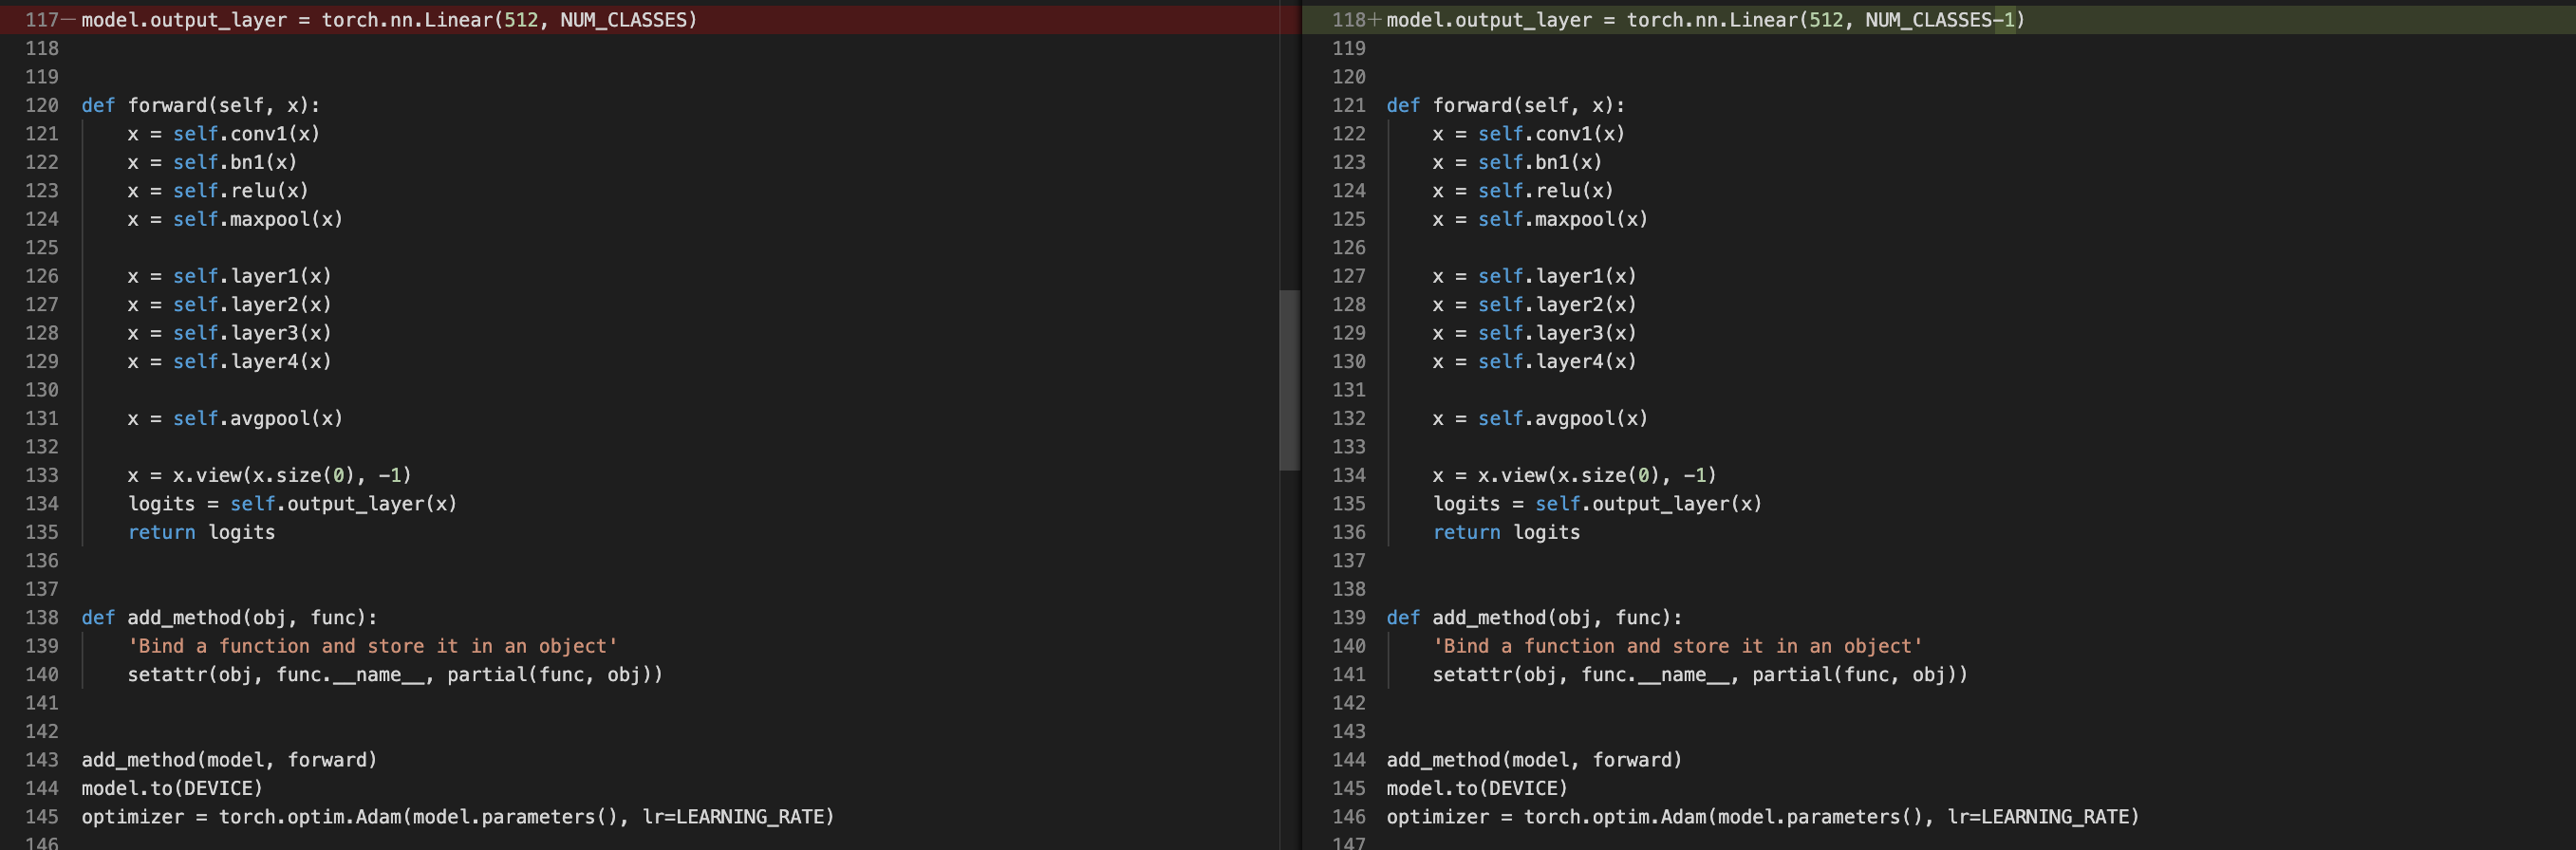 117— model.output_layer = torch.nn.Linear(512, NUM_CLASSES)
118
119
120 def forward(self, x):
121 x = self.conv1(x)
122 x = self.bn1(x)
123 x = self.relu(x)
124 x = self.maxpool(x)
125
126 x = self.layer1(x)
127 x = self.layer2(x)
128 x = self.layer3(x)
129 x = self.layer4(x)
130
131 x = self.avgpool(x)
132
133 x = x.view(x.size(0), -1)
134 logits = self.output_layer(x)
135 return logits
136
137
138 def add_method(obj, func):
139 'Bind a function and store it in an object'
140 setattr(obj, func.__name__, partial(func, obj))
141
142
143 add_method(model, forward)
144 model.to(DEVICE)
145 optimizer = torch.optim.Adam(model.parameters(), lr=LEARNING_RATE)
146
118+ model.output_layer = torch.nn.Linear(512, NUM_CLASSES-1)
119
120
121 def forward(self, x):
122 x = self.conv1(x)
123 x = self.bn1(x)
124 x = self.relu(x)
125 x = self.maxpool(x)
126
127 x = self.layer1(x)
128 x = self.layer2(x)
129 x = self.layer3(x)
130 x = self.layer4(x)
131
132 x = self.avgpool(x)
133
134 x = x.view(x.size(0), -1)
135 logits = self.output_layer(x)
136 return logits
137
138
139 def add_method(obj, func):
140 'Bind a function and store it in an object'
141 setattr(obj, func.__name__, partial(func, obj))
142
143
144 add_method(model, forward)
145 model.to(DEVICE)
146 optimizer = torch.optim.Adam(model.parameters(), lr=LEARNING_RATE)
147